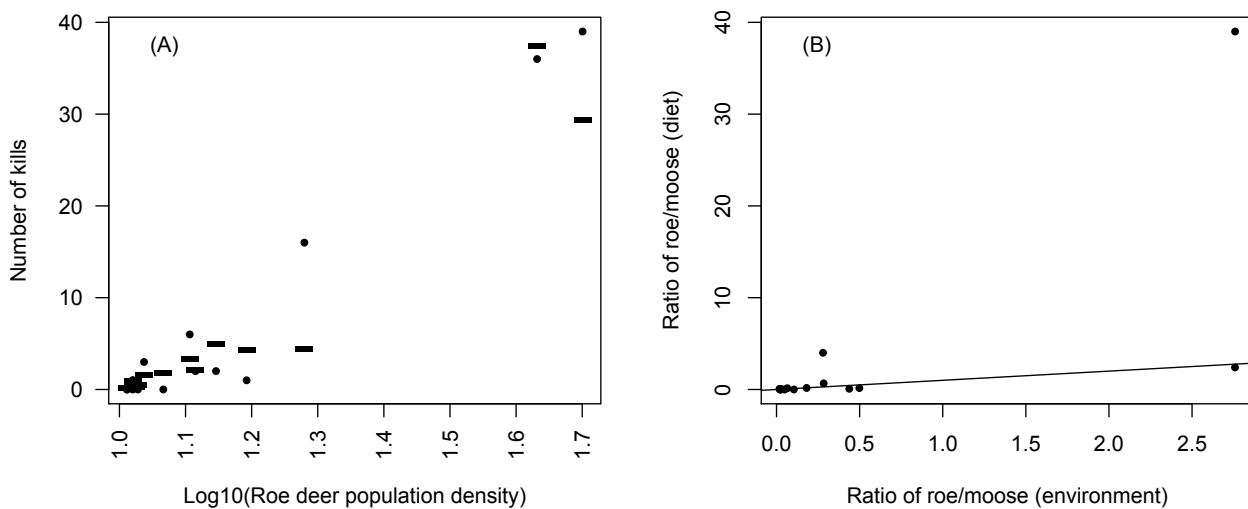 (A)
Number of kills
40
30
20
10
0
1.0 1.1 1.2 1.3 1.4 1.5 1.6 1.7
Log10(Roe deer population density)
(B)
Ratio of roe/moose (diet)
40
30
20
10
0
0.0 0.5 1.0 1.5 2.0 2.5
Ratio of roe/moose (environment)